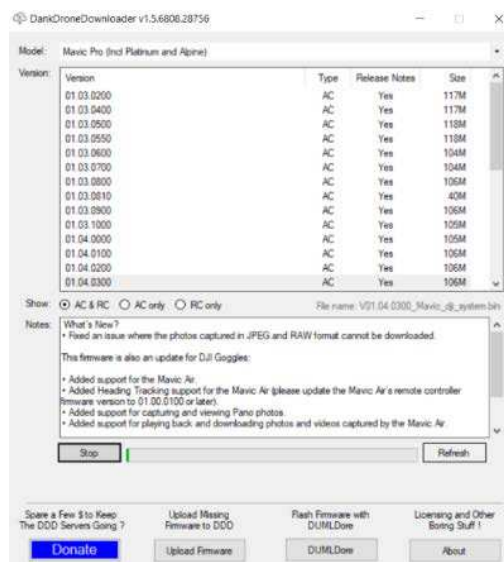 DankDroneDownloader v1.5.6808.28756
Model: Mavic Pro (Incl Platinum and Alpine)
Version: Version Type Release Notes Size
01.03.0200 AC Yes 117M
01.03.0400 AC Yes 117M
01.03.0500 AC Yes 118M
01.03.0550 AC Yes 118M
01.03.0600 AC Yes 104M
01.03.0700 AC Yes 104M
01.03.0800 AC Yes 106M
01.03.0810 AC Yes 40M
01.03.0900 AC Yes 106M
01.03.1000 AC Yes 105M
01.04.0000 AC Yes 105M
01.04.0100 AC Yes 106M
01.04.0200 AC Yes 106M
01.04.0300 AC Yes 106M
Show: AC & RC AC only RC only File name: V01.04.0300_Mavic_dji_system.bin
Notes: What's New?
• Fixed an issue where the photos captured in JPEG and RAW format cannot be downloaded.
This firmware is also an update for DJI Goggles:
• Added support for the Mavic Air.
• Added Heading Tracking support for the Mavic Air (please update the Mavic Air's remote controller
firmware version to 01.00.0100 or later).
• Added support for capturing and viewing Pano photos.
• Added support for playing back and downloading photos and videos captured by the Mavic Air.
Stop Refresh
Spare a Few $ to Keep The DDD Servers Going ?
Donate
Upload Missing Firmware to DDD
Upload Firmware
Flash Firmware with DUMLDore
DUMLDore
Licensing and Other Boring Stuff !
About